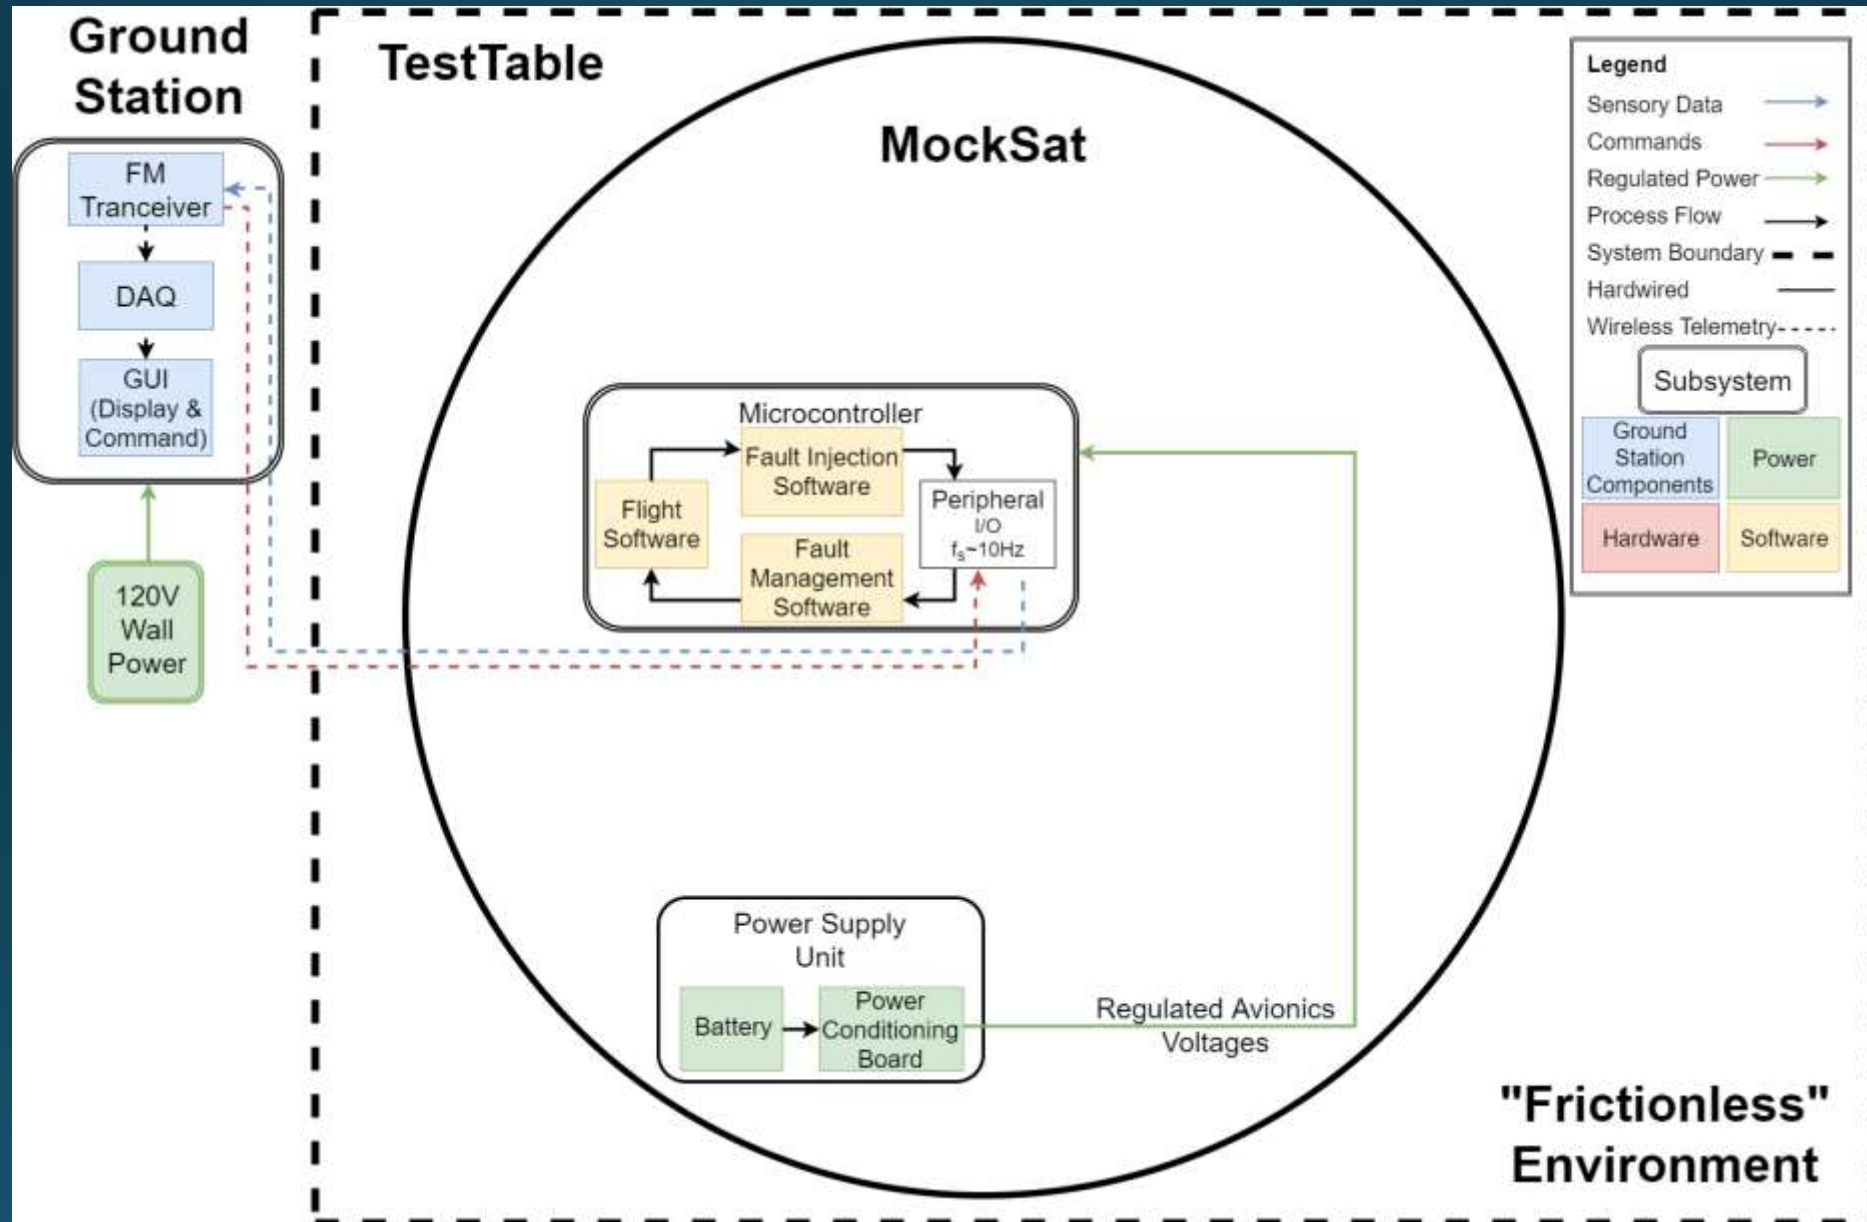 Ground
Station
FM
Tranceiver
DAQ
GUI
(Display &
Command)
120V
Wall
Power
TestTable
MockSat
Microcontroller
Fault Injection
Software
Flight
Software
Peripheral
I/O
fs~10Hz
Fault
Management
Software
Power Supply
Unit
Battery
Power
Conditioning
Board
Regulated Avionics
Voltages
"Frictionless"
Environment
Legend
Sensory Data
Commands
Regulated Power
Process Flow
System Boundary
Hardwired
Wireless Telemetry
Subsystem
Ground
Station
Components
Power
Hardware
Software